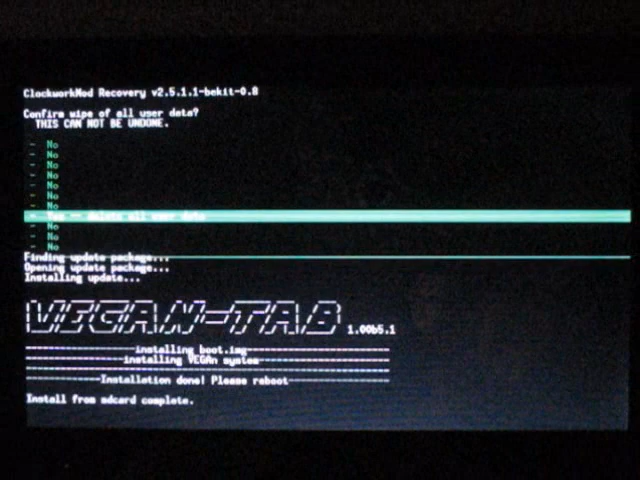 ClockworkMod Recovery v2.5.1.1-bekit-0.8
Confirm wipe of all user data?
THIS CAN NOT BE UNDONE.
- No
- No
- No
- No
- No
- No
- No
- Yes -- delete all user data
- No
- No
- No
Finding update package...
Opening update package...
Installing update...
VEGAN-TAB 1.00b5.1
installing boot.img
installing VEGAn system
Installation done! Please reboot
Install from sdcard complete.